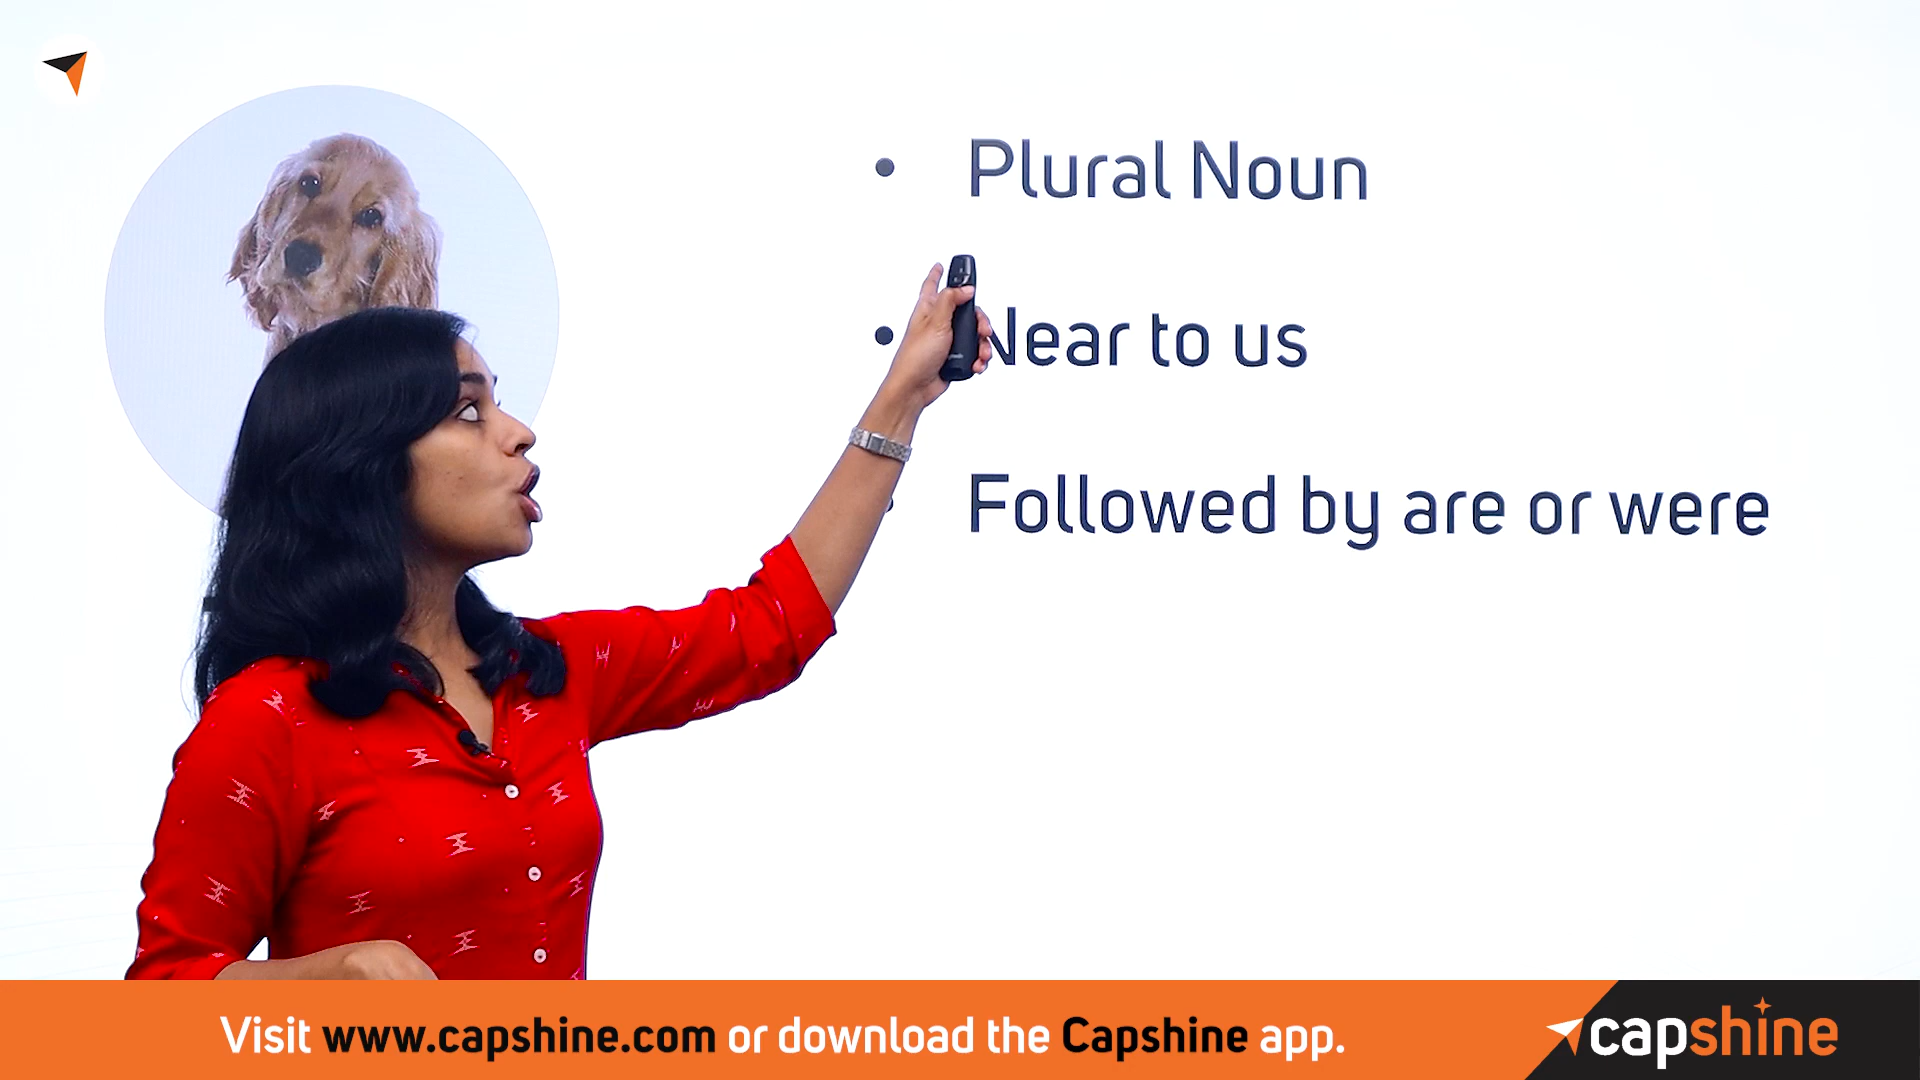 Plural Noun
Near to us
Followed by are or were
Visit www.capshine.com or download the Capshine app.
capshine